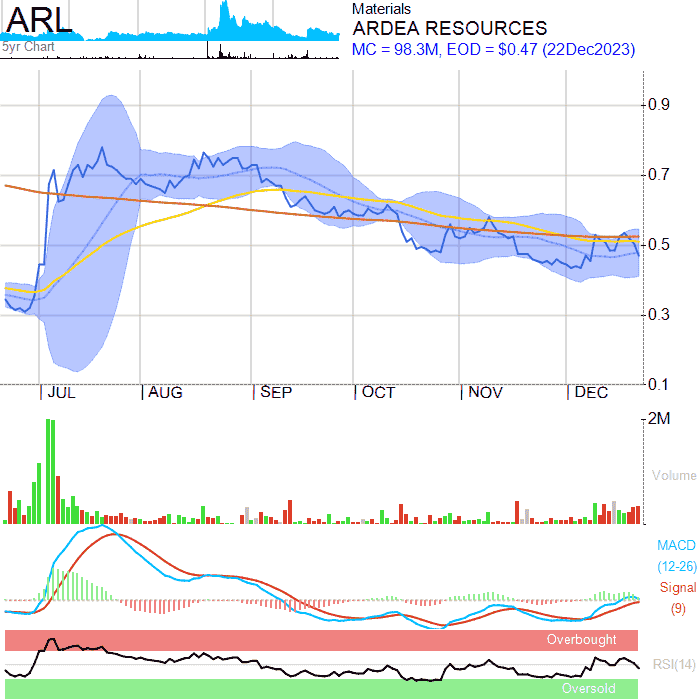 ARL
5yr Chart
Materials
ARDEA RESOURCES
MC = 98.3M, EOD = $0.47 (22Dec2023)
0.9
0.7
0.5
0.3
0.1
JUL AUG SEP OCT NOV DEC
2M
Volume
MACD
(12-26)
Signal
(9)
Overbought
RSI(14)
Oversold